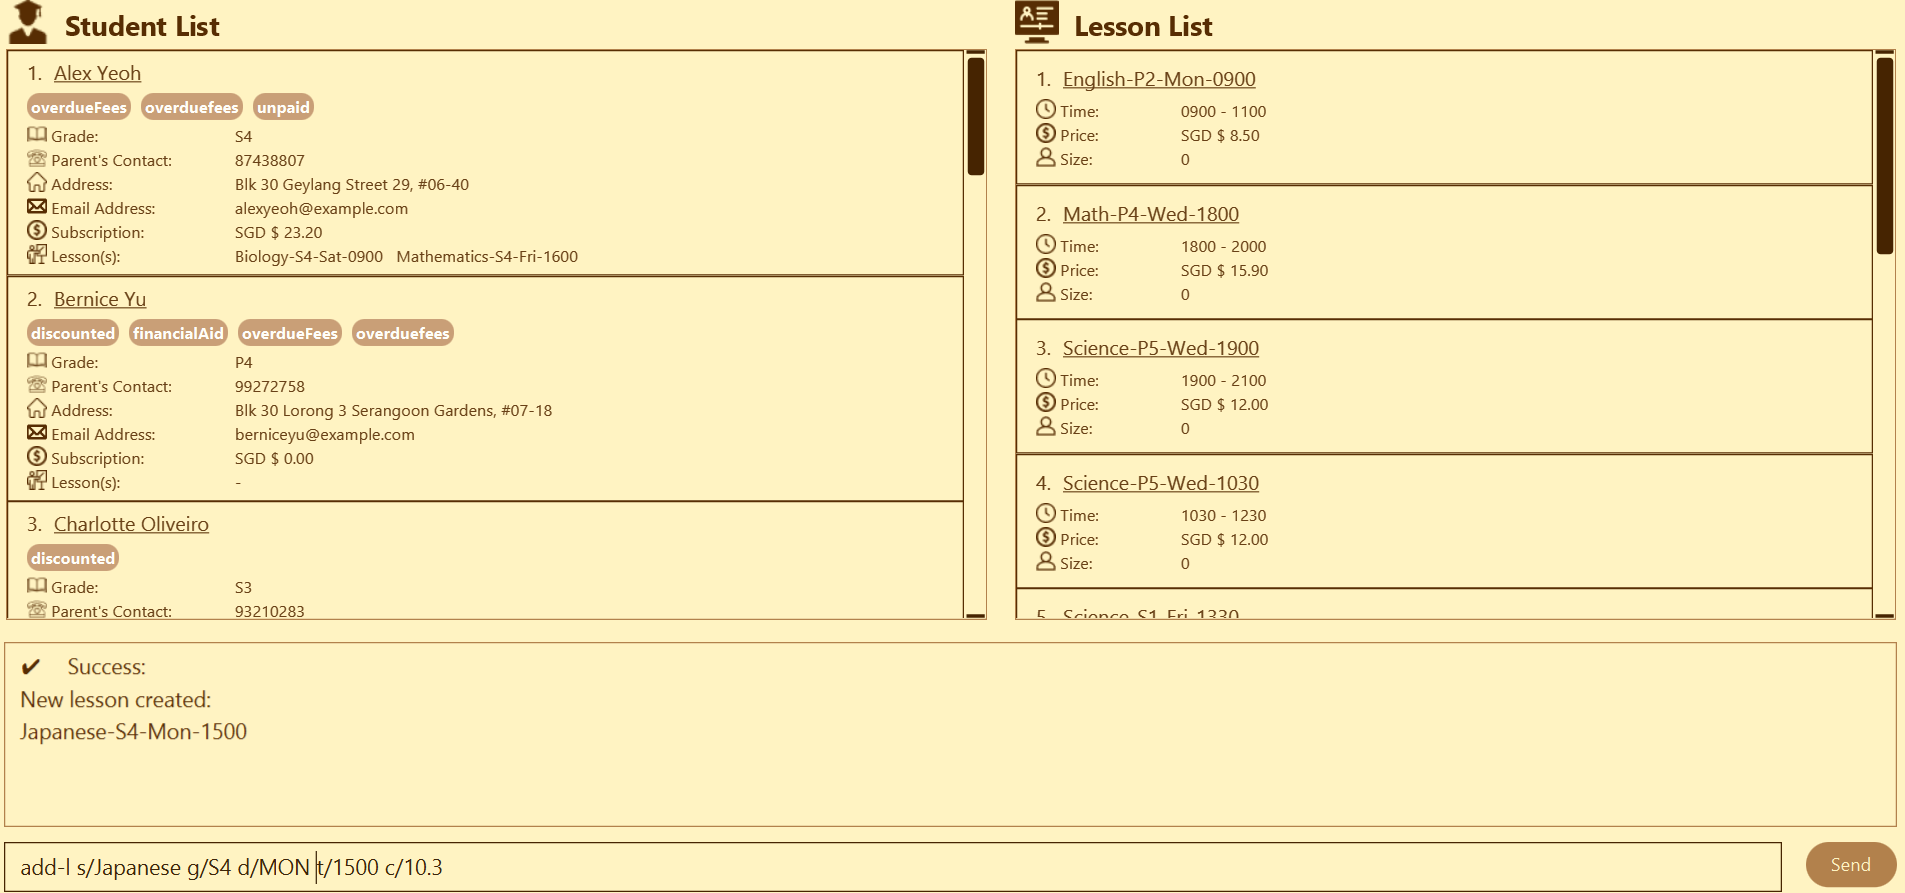 Student List
1. Alex Yeoh
overdueFees overduefees unpaid
Grade: S4
Parent's Contact: 87438807
Address: Blk 30 Geylang Street 29, #06-40
Email Address: alexyeoh@example.com
Subscription: SGD $ 23.20
Lesson(s): Biology-S4-Sat-0900 Mathematics-S4-Fri-1600
2. Bernice Yu
discounted financialAid overdueFees overduefees
Grade: P4
Parent's Contact: 99272758
Address: Blk 30 Lorong 3 Serangoon Gardens, #07-18
Email Address: berniceyu@example.com
Subscription: SGD $ 0.00
Lesson(s): -
3. Charlotte Oliveiro
discounted
Grade: S3
Parent's Contact: 93210283
Lesson List
1. English-P2-Mon-0900
Time: 0900 - 1100
Price: SGD $ 8.50
Size: 0
2. Math-P4-Wed-1800
Time: 1800 - 2000
Price: SGD $ 15.90
Size: 0
3. Science-P5-Wed-1900
Time: 1900 - 2100
Price: SGD $ 12.00
Size: 0
4. Science-P5-Wed-1030
Time: 1030 - 1230
Price: SGD $ 12.00
Size: 0
5. Science-S1-Fri-1330
✔ Success:
New lesson created:
Japanese-S4-Mon-1500
add-l s/Japanese g/S4 d/MON t/1500 c/10.3
Send